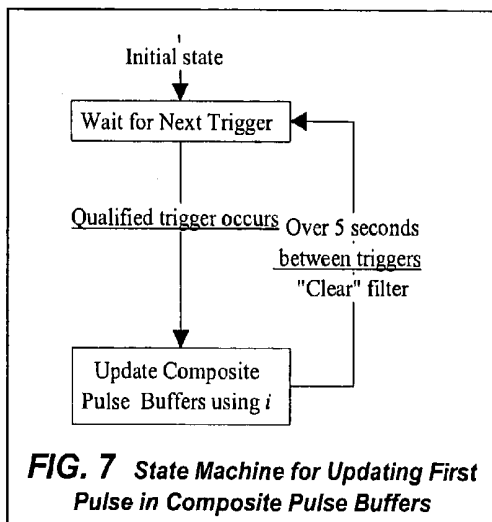 Initial state
Wait for Next Trigger
Qualified trigger occurs
Over 5 seconds
between triggers
"Clear" filter
Update Composite
Pulse Buffers using i
FIG. 7 State Machine for Updating First
Pulse in Composite Pulse Buffers